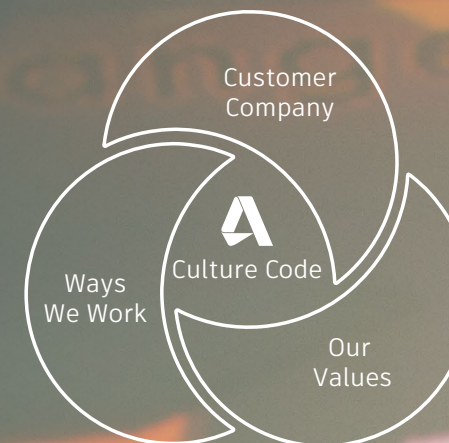 Customer
Company
Culture Code
Ways
We Work
Our
Values